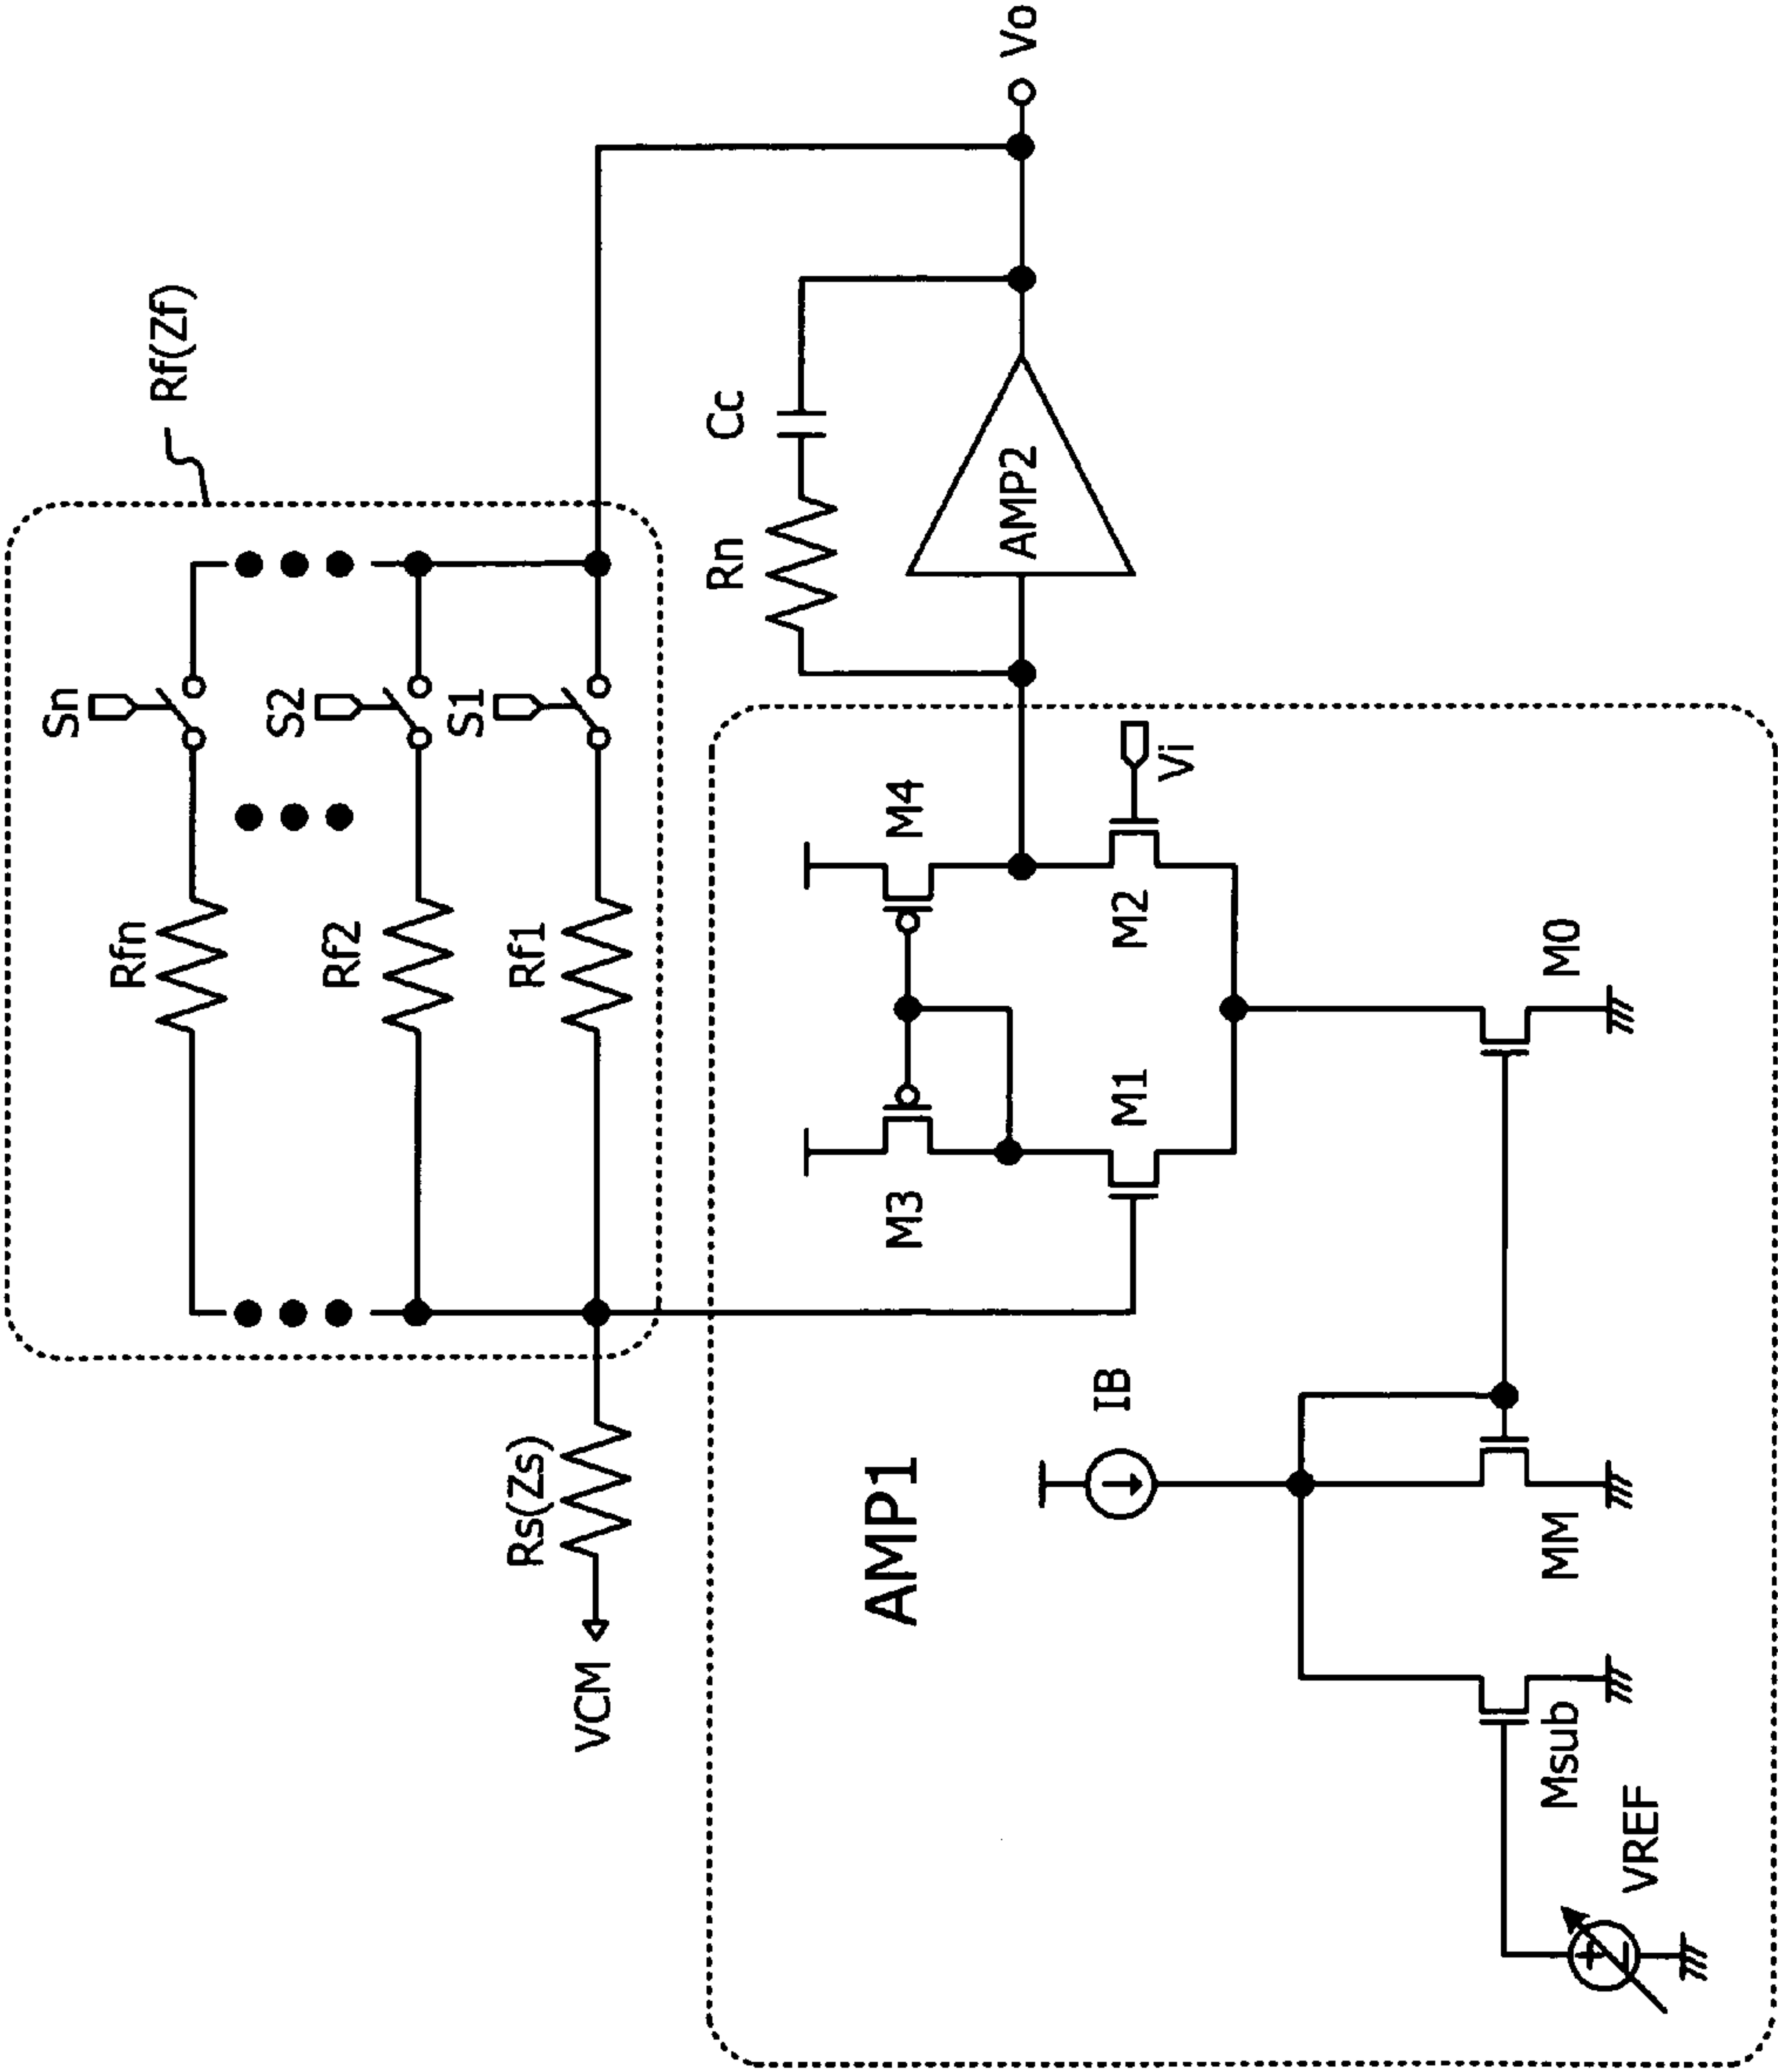 Rf(Zf)
Sn
S2
S1
Rfn
Rf2
Rf1
Rs(Zs)
VCM
Vo
Cc
Rn
AMP2
AMP1
M4
M3
M2
M1
Vi
M0
IB
MM
Msub
VREF